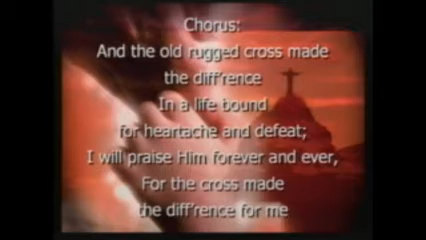 Chorus:
And the old rugged cross made
the diff'rence
In a life bound
for heartache and defeat;
I will praise Him forever and ever,
For the cross made
the diff'rence for me